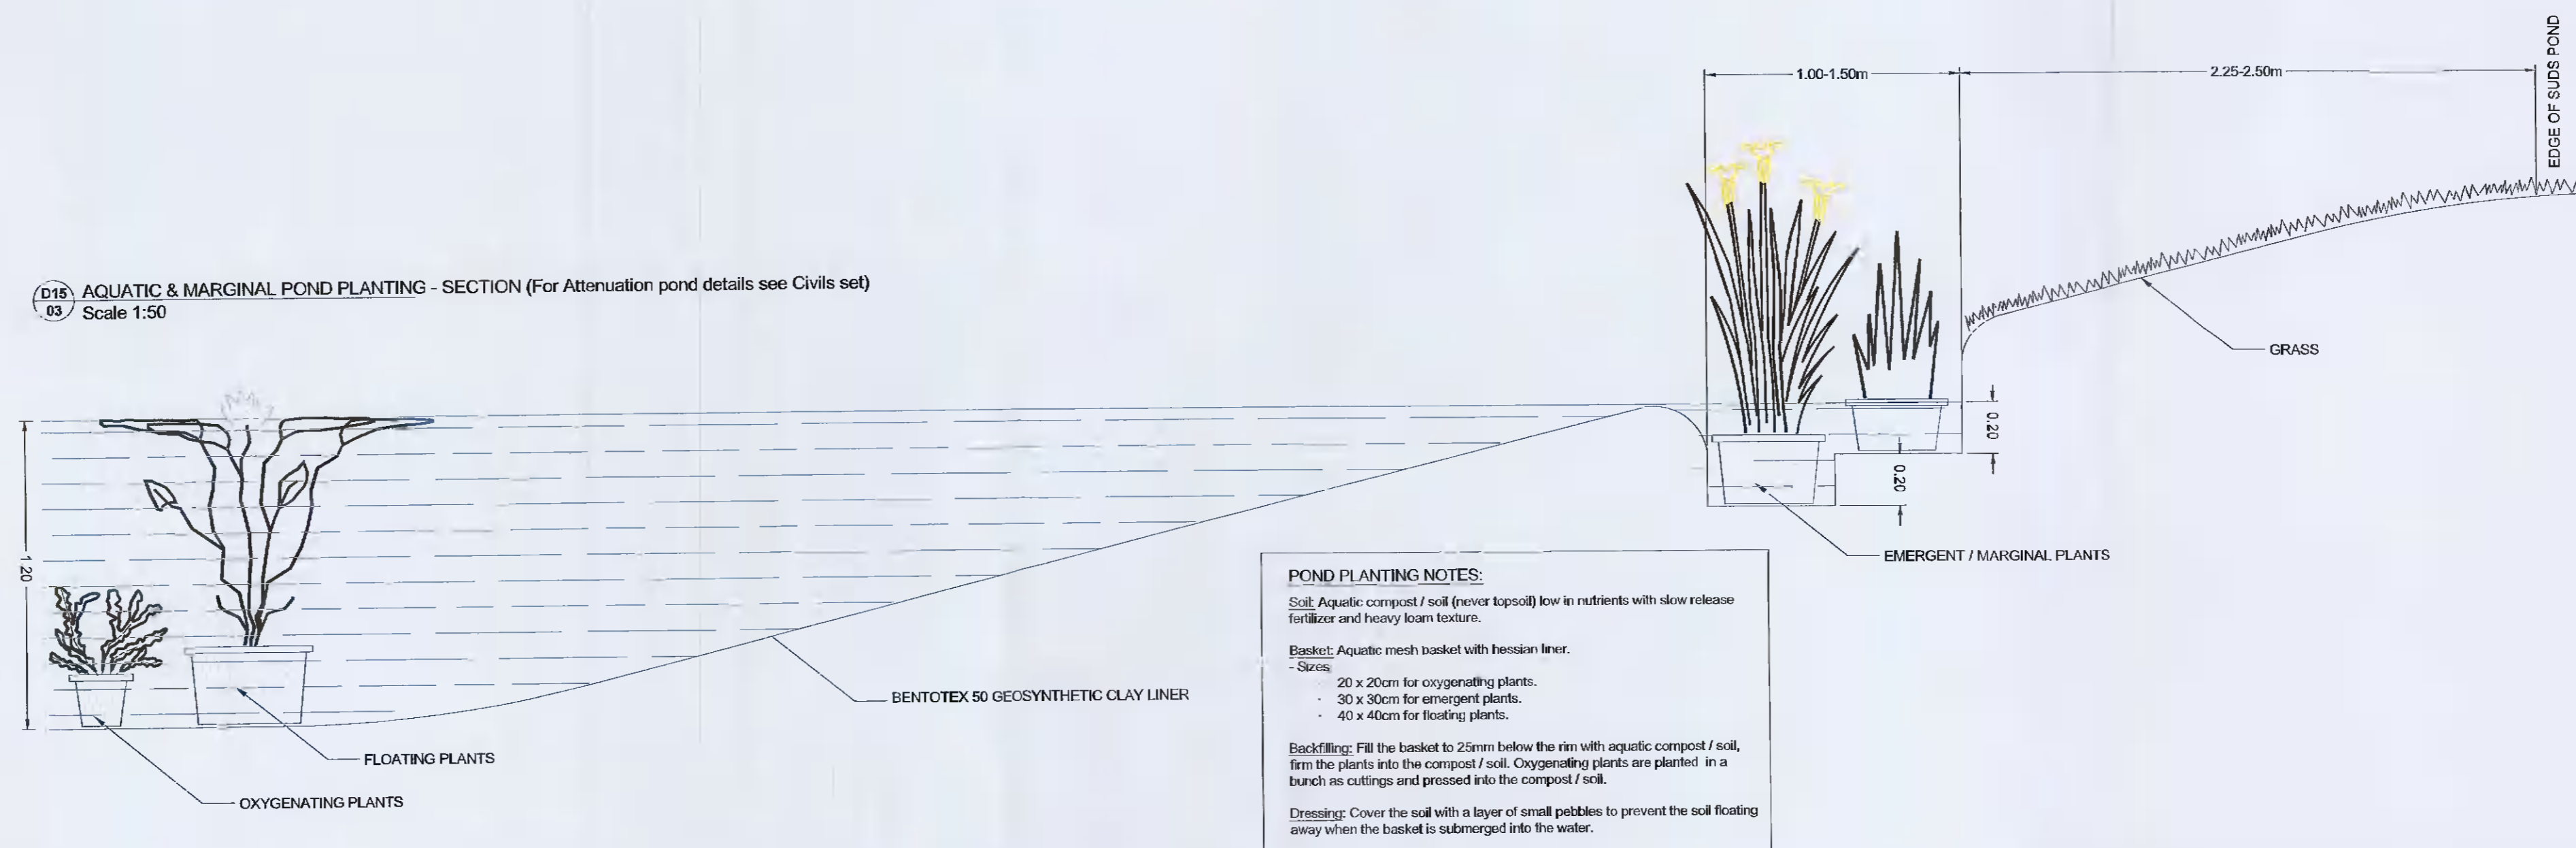 1.00-1.50m
2.25-2.50m
EDGE OF SUDS POND
D15
03
AQUATIC & MARGINAL POND PLANTING - SECTION (For Attenuation pond details see Civils set)
Scale 1:50
GRASS
0.20
0.20
1.20
EMERGENT / MARGINAL PLANTS
BENTOTEX 50 GEOSYNTHETIC CLAY LINER
FLOATING PLANTS
OXYGENATING PLANTS
POND PLANTING NOTES:
Soil: Aquatic compost / soil (never topsoil) low in nutrients with slow release
fertilizer and heavy loam texture.
Basket: Aquatic mesh basket with hessian liner.
- Sizes
20 x 20cm for oxygenating plants.
· 30 x 30cm for emergent plants.
· 40 x 40cm for floating plants.
Backfilling: Fill the basket to 25mm below the rim with aquatic compost / soil,
firm the plants into the compost / soil. Oxygenating plants are planted in a
bunch as cuttings and pressed into the compost / soil.
Dressing: Cover the soil with a layer of small pebbles to prevent the soil floating
away when the basket is submerged into the water.